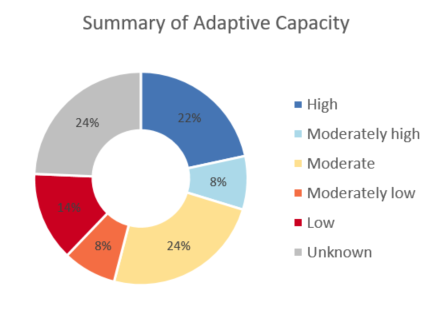 Summary of Adaptive Capacity
22%
8%
24%
8%
14%
24%
High
Moderately high
Moderate
Moderately low
Low
Unknown